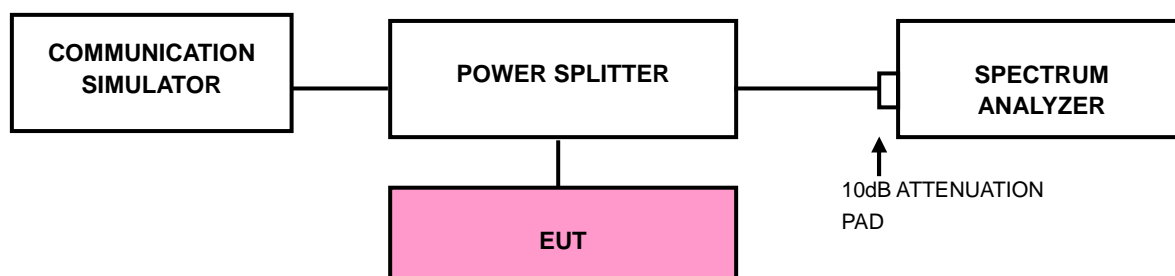 COMMUNICATION
SIMULATOR
POWER SPLITTER
SPECTRUM
ANALYZER
10dB ATTENUATION
PAD
EUT